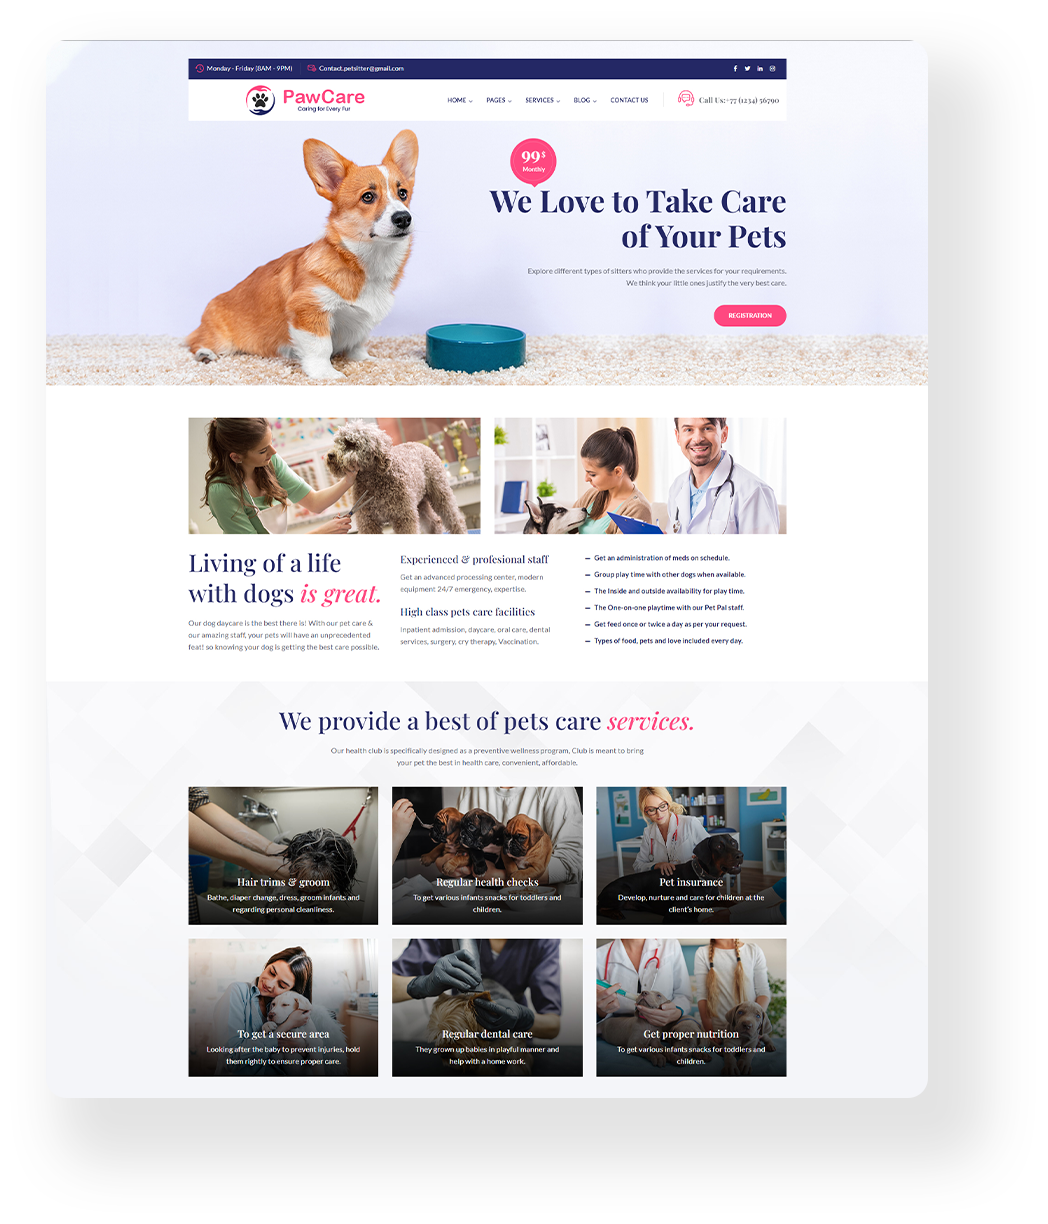 Monday - Friday (8AM - 9PM)
Contact.petsitter@gmail.com
PawCare
Caring for Every Fur
HOME
PAGES
SERVICES
BLOG
CONTACT US
Call Us:+77 (1234) 56790
99$
Monthly
We Love to Take Care
of Your Pets
Explore different types of sitters who provide the services for your requirements.
We think your little ones justify the very best care.
REGISTRATION
Living of a life
with dogs is great.
Our dog daycare is the best there is! With our pet care &
our amazing staff, your pets will have an unprecedented
feat! so knowing your dog is getting the best care possible.
Experienced & profesional staff
Get an advanced processing center, modern
equipment 24/7 emergency, expertise.
High class pets care facilities
Inpatient admission, daycare, oral care, dental
services, surgery, cry therapy, Vaccination.
Get an administration of meds on schedule.
Group play time with other dogs when available.
The Inside and outside availability for play time.
The One-on-one playtime with our Pet Pal staff.
Get feed once or twice a day as per your request.
Types of food, pets and love included every day.
We provide a best of pets care services.
Our health club is specifically designed as a preventive wellness program, Club is meant to bring
your pet the best in health care, convenient, affordable.
Hair trims & groom
Bathe, diaper change, dress, groom infants and
regarding personal cleanliness.
Regular health checks
To get various infants snacks for toddlers and
children.
Pet insurance
Develop, nurture and care for children at the
client's home.
To get a secure area
Looking after the baby to prevent injuries, hold
them rightly to ensure proper care.
Regular dental care
They grown up babies in playful manner and
help with a home work.
Get proper nutrition
To get various infants snacks for toddlers and
children.